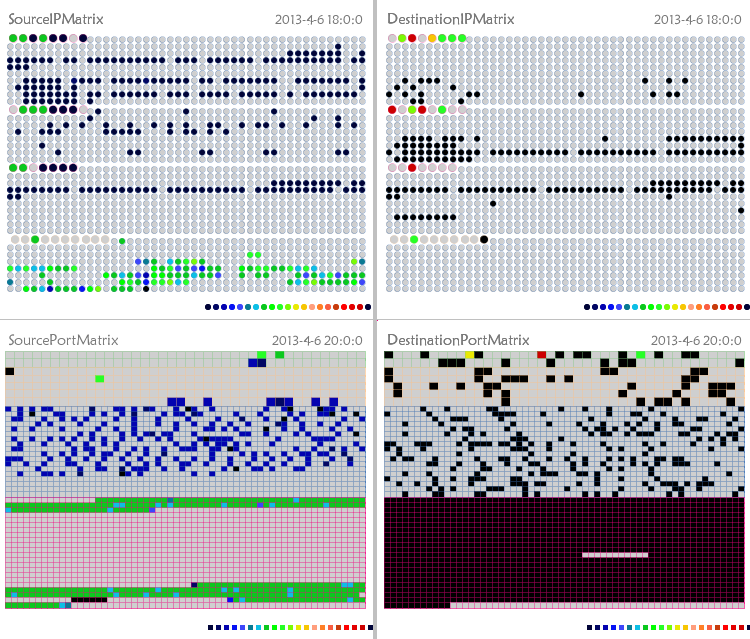 SourceIPMatrix 2013-4-6 18:0:0
DestinationIPMatrix 2013-4-6 18:0:0
SourcePortMatrix 2013-4-6 20:0:0
DestinationPortMatrix 2013-4-6 20:0:0